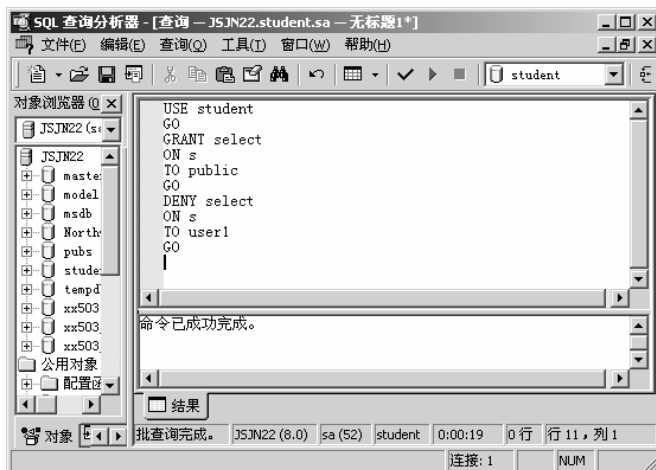 SQL 查询分析器 - [查询 — JSJN22.student.sa — 无标题1*]
文件(F) 编辑(E) 查询(Q) 工具(T) 窗口(W) 帮助(H)
student
对象浏览器
JSJN22
JSJN22
master
model
msdb
North
pubs
stude
tempd
xx503
xx503
xx503
公用对象
配置函
对象
USE student
GO
GRANT select
ON s
TO public
GO
DENY select
ON s
TO user1
GO
命令已成功完成。
结果
批查询完成。 JSJN22 (8.0) sa (52) student 0:00:19 0 行 行 11，列 1
连接: 1 NUM